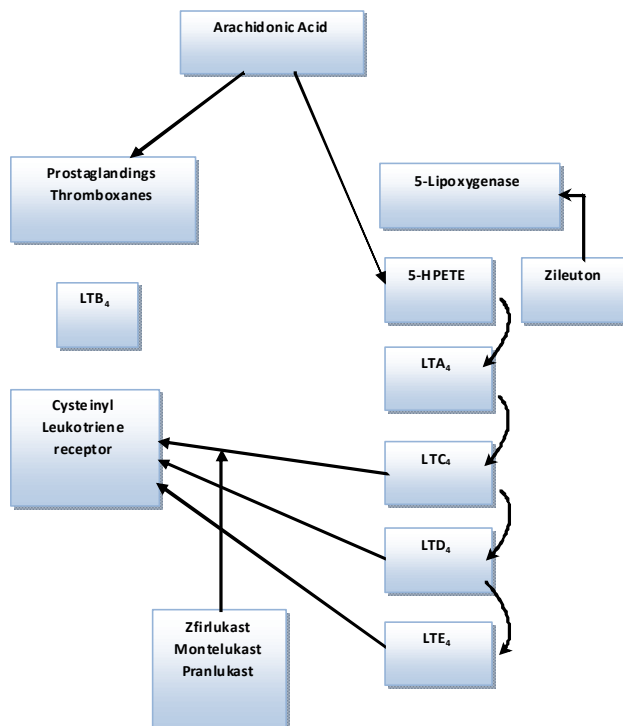 Arachidonic Acid
Prostaglandings
Thromboxanes
5-Lipoxygenase
5-HPETE
Zileuton
LTB₄
LTA₄
Cysteinyl
Leukotriene
receptor
LTC₄
LTD₄
Zfirlukast
Montelukast
Pranlukast
LTE₄